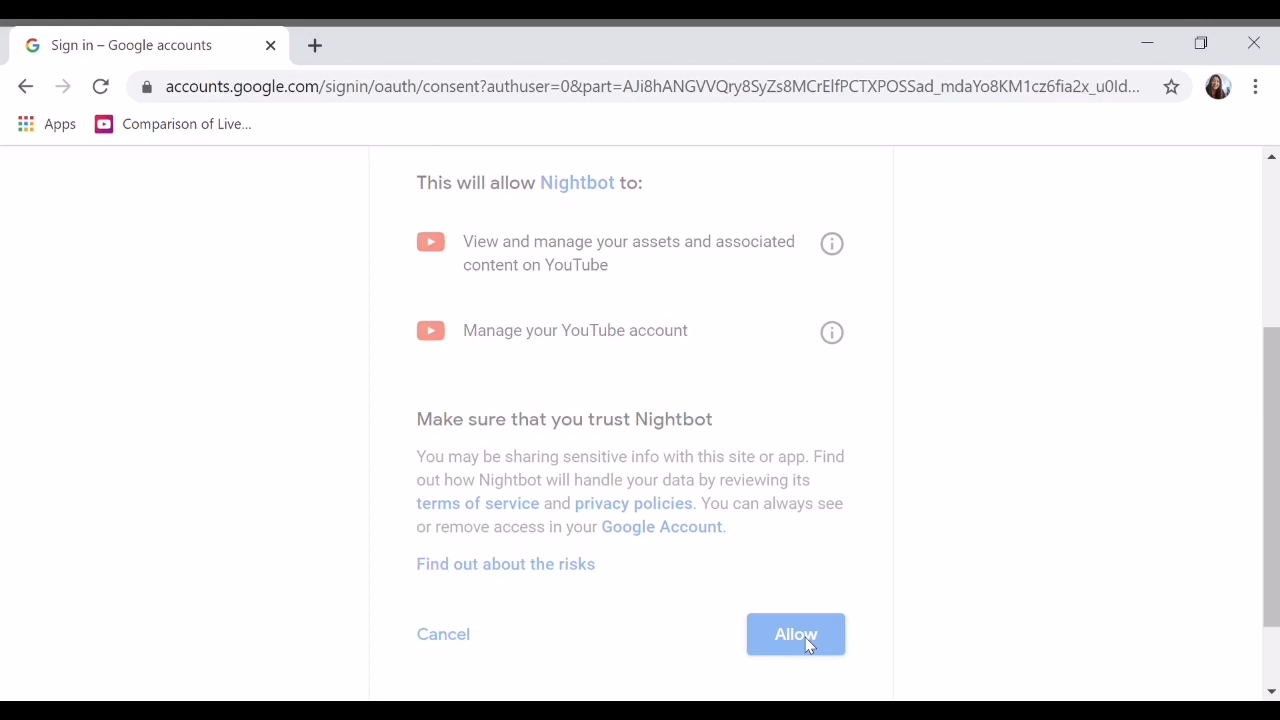 Sign in – Google accounts
accounts.google.com/signin/oauth/consent?authuser=0&part=AJi8hANGVVQry8SyZs8MCrElfPCTXPOSSad_mdaYo8KM1cz6fia2x_u0Id...
Apps
Comparison of Live...
This will allow Nightbot to:
View and manage your assets and associated
content on YouTube
Manage your YouTube account
Make sure that you trust Nightbot
You may be sharing sensitive info with this site or app. Find
out how Nightbot will handle your data by reviewing its
terms of service and privacy policies. You can always see
or remove access in your Google Account.
Find out about the risks
Cancel
Allow